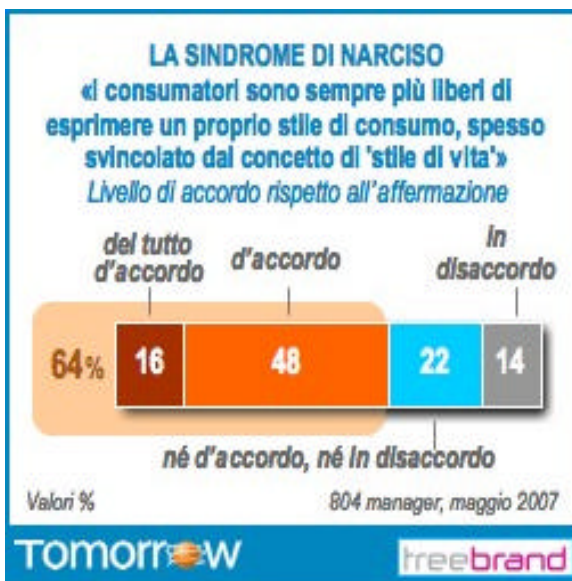 LA SINDROME DI NARCISO
«I consumatori sono sempre più liberi di
esprimere un proprio stile di consumo, spesso
svincolato dal concetto di 'stile di vita'»
Livello di accordo rispetto all'affermazione
del tutto
d'accordo
d'accordo
in
disaccordo
64%
16
48
22
14
né d'accordo, né in disaccordo
Valori %
804 manager, maggio 2007
Tomorrow
treebrand